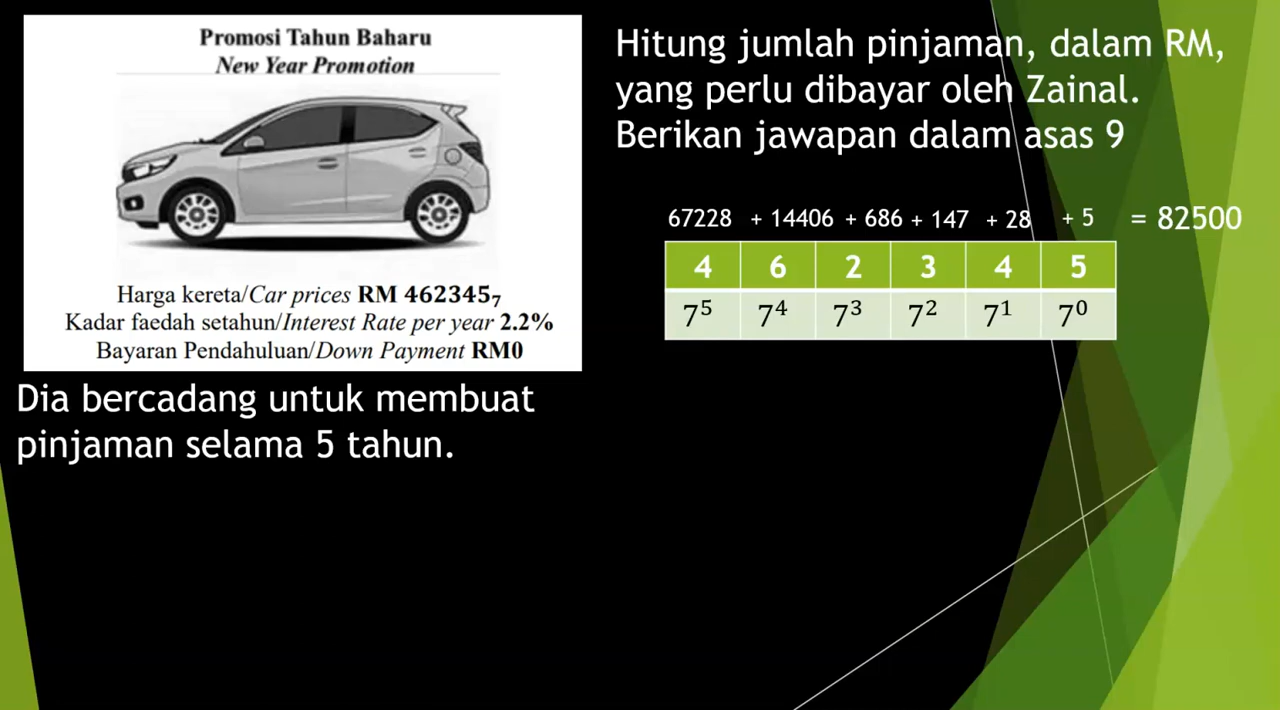 Promosi Tahun Baharu
New Year Promotion
Harga kereta/Car prices RM 462345₇
Kadar faedah setahun/Interest Rate per year 2.2%
Bayaran Pendahuluan/Down Payment RM0
Dia bercadang untuk membuat
pinjaman selama 5 tahun.
Hitung jumlah pinjaman, dalam RM,
yang perlu dibayar oleh Zainal.
Berikan jawapan dalam asas 9
67228 + 14406 + 686 + 147 + 28 + 5 = 82500
4 6 2 3 4 5
7⁵ 7⁴ 7³ 7² 7¹ 7⁰